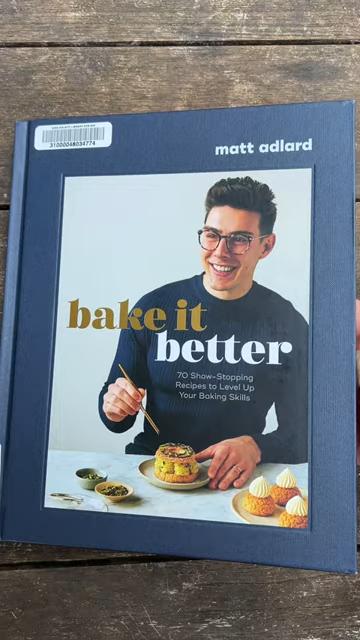 31000048034774
matt adlard
bake it
better
70 Show-Stopping
Recipes to Level Up
Your Baking Skills